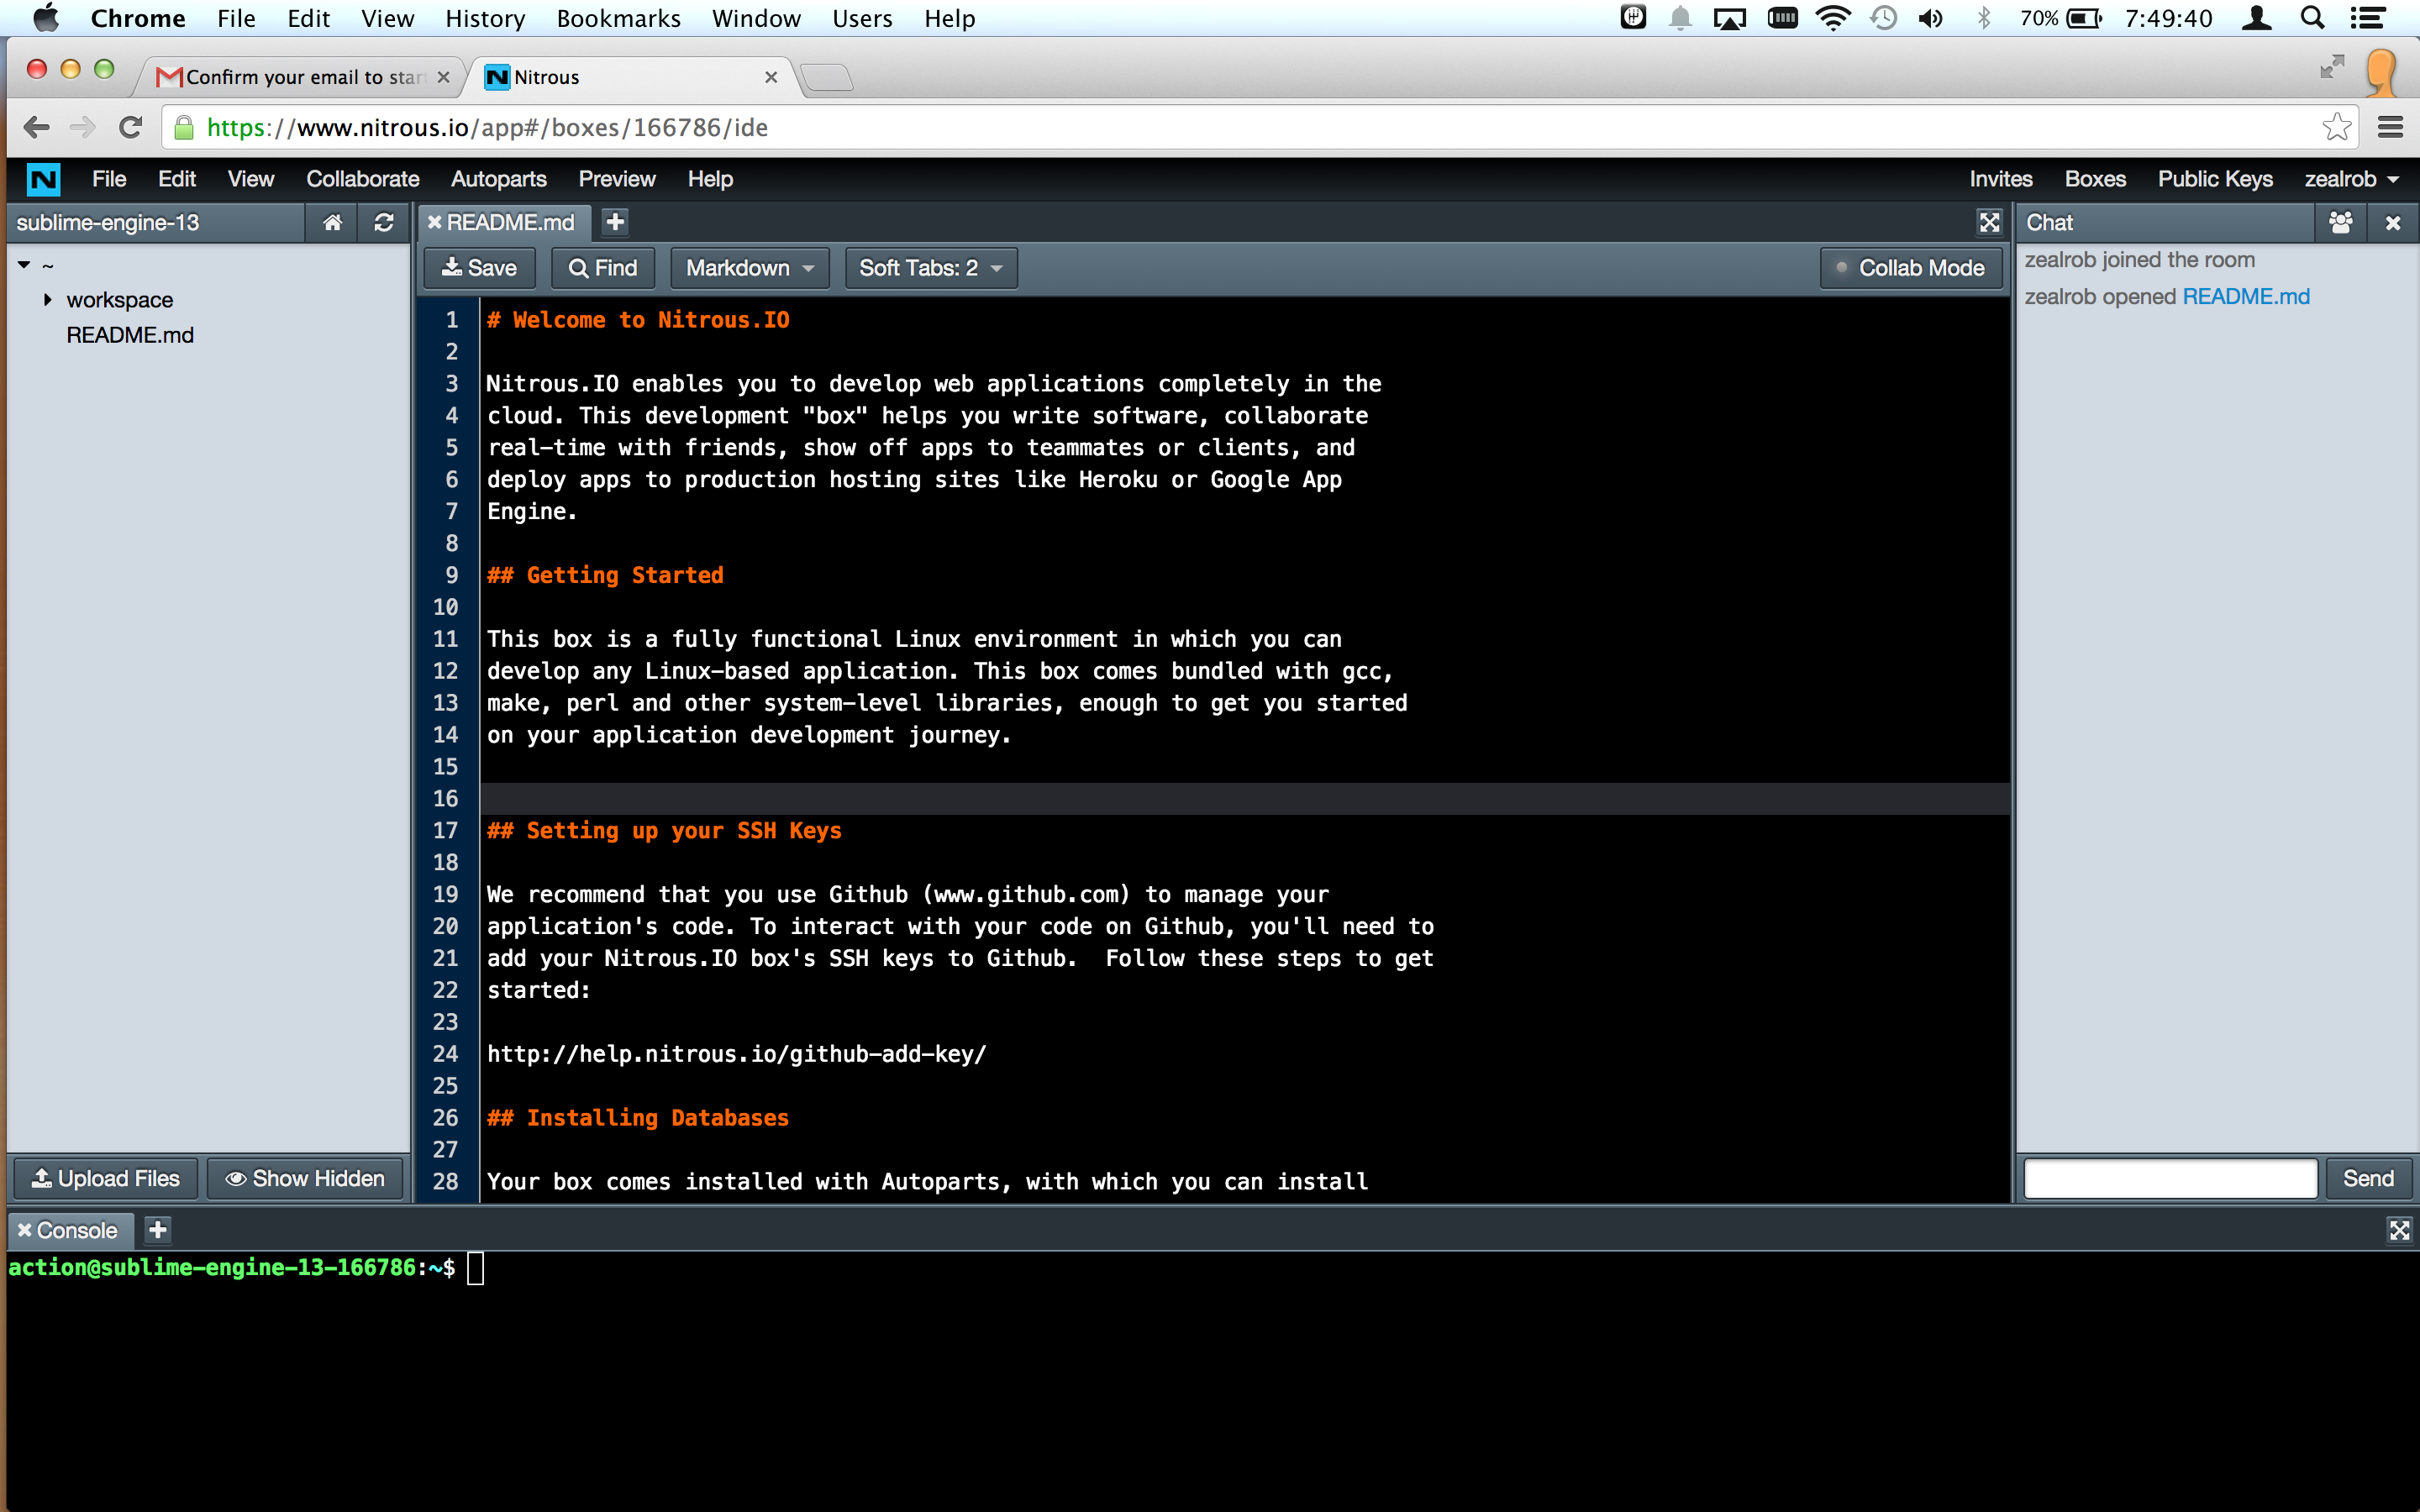 Chrome File Edit View History Bookmarks Window Users Help 70% 7:49:40
Confirm your email to star Nitrous
https://www.nitrous.io/app#/boxes/166786/ide
N File Edit View Collaborate Autoparts Preview Help Invites Boxes Public Keys zealrob
sublime-engine-13
~
workspace
README.md
Upload Files Show Hidden
README.md
Save Find Markdown Soft Tabs: 2 Collab Mode
1 # Welcome to Nitrous.IO
2
3 Nitrous.IO enables you to develop web applications completely in the
4 cloud. This development "box" helps you write software, collaborate
5 real-time with friends, show off apps to teammates or clients, and
6 deploy apps to production hosting sites like Heroku or Google App
7 Engine.
8
9 ## Getting Started
10
11 This box is a fully functional Linux environment in which you can
12 develop any Linux-based application. This box comes bundled with gcc,
13 make, perl and other system-level libraries, enough to get you started
14 on your application development journey.
15
16
17 ## Setting up your SSH Keys
18
19 We recommend that you use Github (www.github.com) to manage your
20 application's code. To interact with your code on Github, you'll need to
21 add your Nitrous.IO box's SSH keys to Github.  Follow these steps to get
22 started:
23
24 http://help.nitrous.io/github-add-key/
25
26 ## Installing Databases
27
28 Your box comes installed with Autoparts, with which you can install
Chat
zealrob joined the room
zealrob opened README.md
Send
Console
action@sublime-engine-13-166786:~$